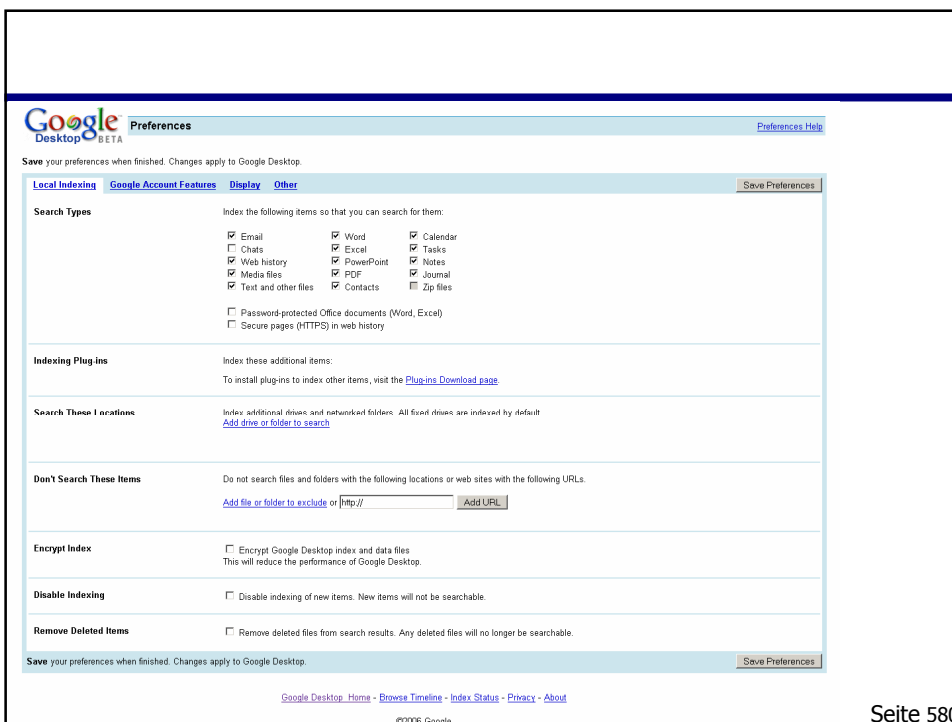 Google Desktop BETA Preferences Preferences Help
Save your preferences when finished. Changes apply to Google Desktop.
Local Indexing Google Account Features Display Other Save Preferences
Search Types Index the following items so that you can search for them:
Email Word Calendar
Chats Excel Tasks
Web history PowerPoint Notes
Media files PDF Journal
Text and other files Contacts Zip files
Password-protected Office documents (Word, Excel)
Secure pages (HTTPS) in web history
Indexing Plug-ins Index these additional items:
To install plug-ins to index other items, visit the Plug-ins Download page.
Search These Locations Index additional drives and networked folders. All fixed drives are indexed by default
Add drive or folder to search
Don't Search These Items Do not search files and folders with the following locations or web sites with the following URLs.
Add file or folder to exclude or http:// Add URL
Encrypt Index Encrypt Google Desktop index and data files
This will reduce the performance of Google Desktop.
Disable Indexing Disable indexing of new items. New items will not be searchable.
Remove Deleted Items Remove deleted files from search results. Any deleted files will no longer be searchable.
Save your preferences when finished. Changes apply to Google Desktop. Save Preferences
Google Desktop Home - Browse Timeline - Index Status - Privacy - About
©2006 Google
Seite 580